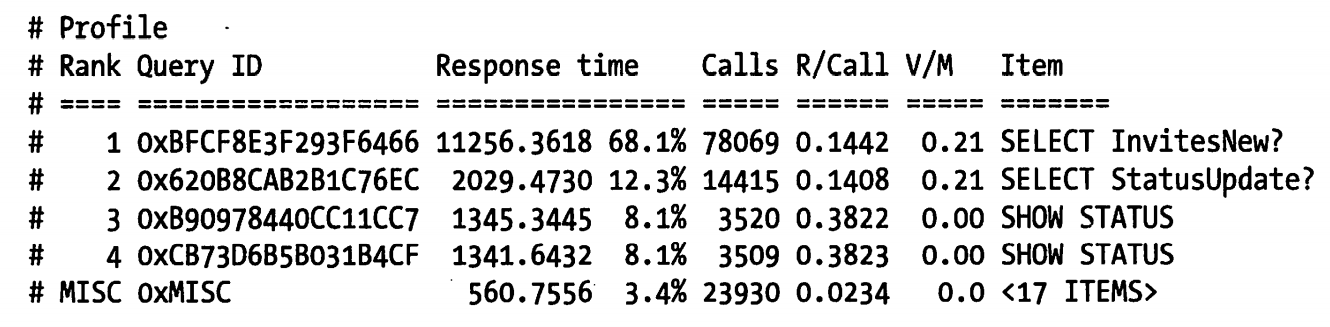 # Profile
# Rank Query ID           Response time    Calls R/Call V/M   Item
# ==== ================== ================ ===== ====== ===== =======
#    1 0xBFCF8E3F293F6466 11256.3618 68.1% 78069 0.1442  0.21 SELECT InvitesNew?
#    2 0x620B8CAB2B1C76EC  2029.4730 12.3% 14415 0.1408  0.21 SELECT StatusUpdate?
#    3 0xB90978440CC11CC7  1345.3445  8.1%  3520 0.3822  0.00 SHOW STATUS
#    4 0xCB73D6B5B031B4CF  1341.6432  8.1%  3509 0.3823  0.00 SHOW STATUS
# MISC 0xMISC              560.7556  3.4% 23930 0.0234   0.0 <17 ITEMS>